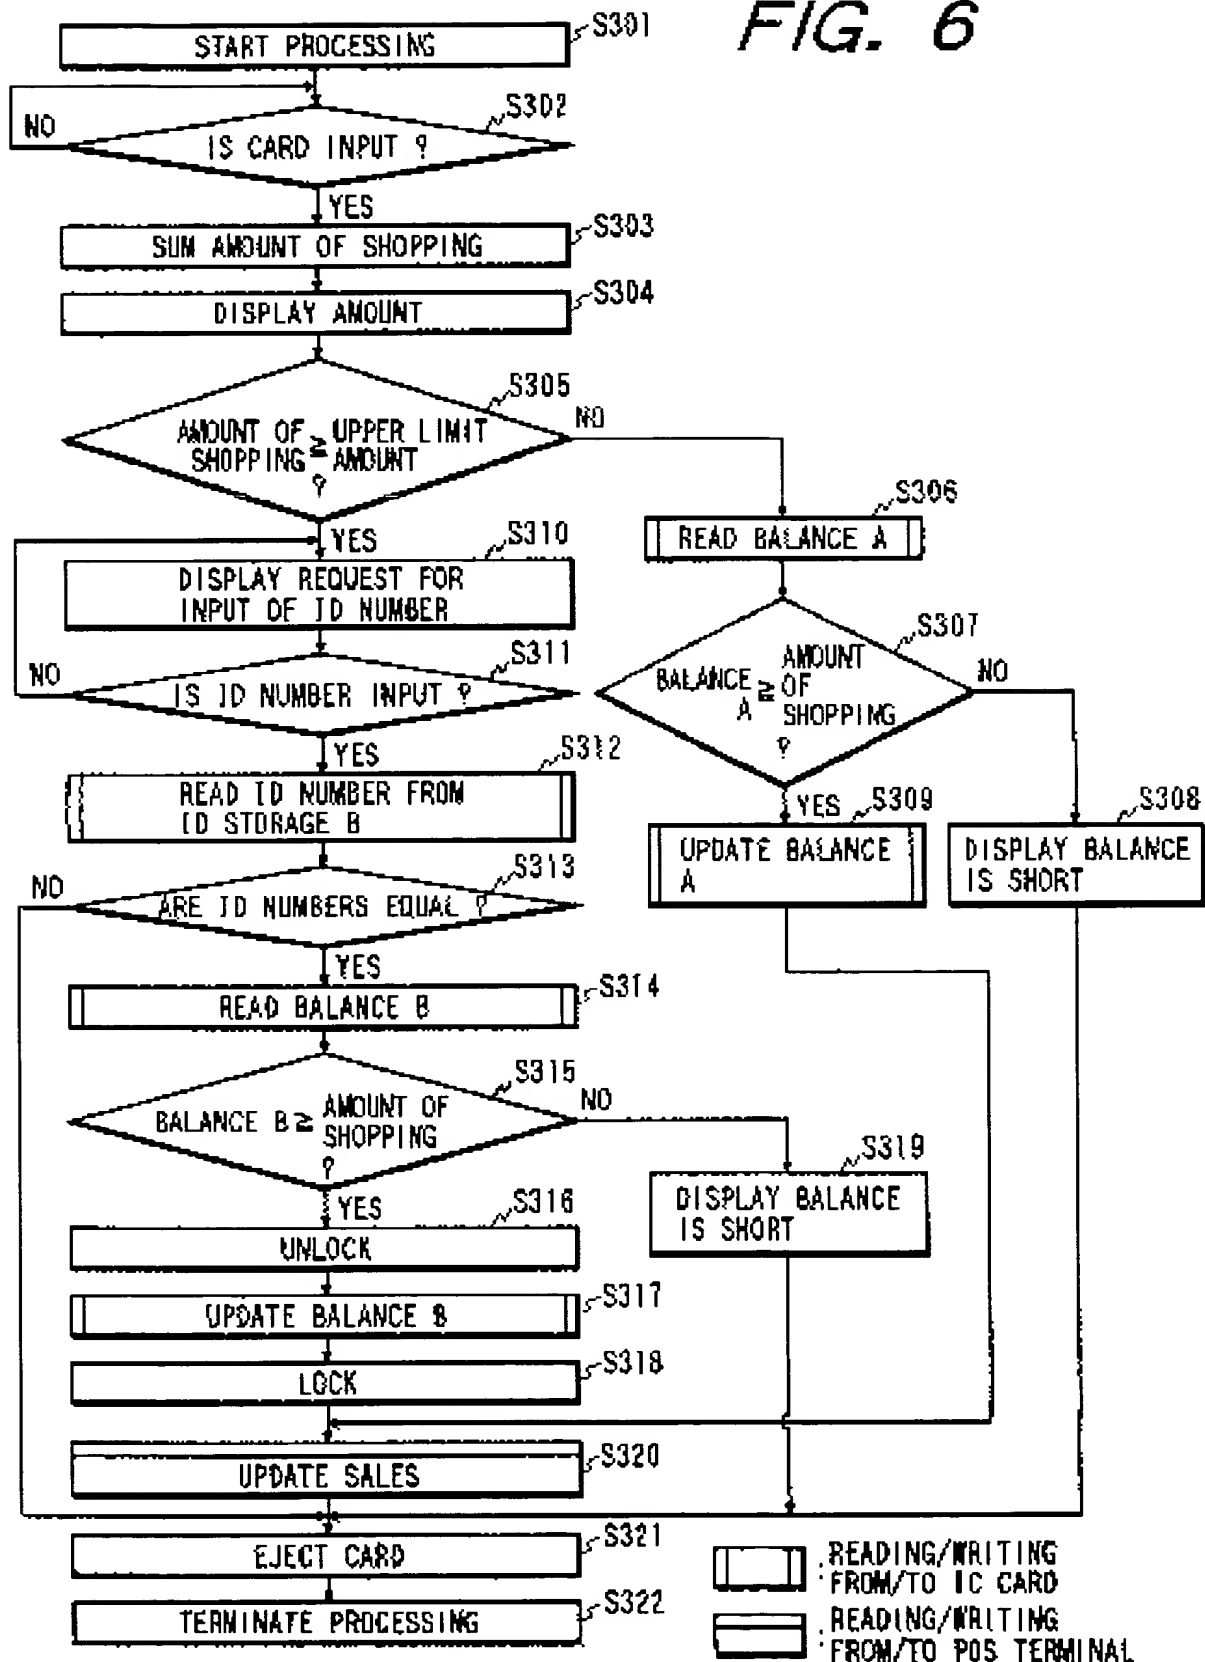 FIG. 6
START PROCESSING
S301
S302
NO
IS CARD INPUT ?
YES
S303
SUM AMOUNT OF SHOPPING
S304
DISPLAY AMOUNT
S305
NO
AMOUNT OF ≧ UPPER LIMIT
SHOPPING AMOUNT
?
YES
S306
READ BALANCE A
S310
DISPLAY REQUEST FOR
INPUT OF ID NUMBER
S307
NO
BALANCE
A
≧
AMOUNT
OF
SHOPPING
?
S311
NO
IS ID NUMBER INPUT ?
YES
S312
READ ID NUMBER FROM
ID STORAGE B
YES
S309
UPDATE BALANCE
A
S308
DISPLAY BALANCE
IS SHORT
S313
NO
ARE ID NUMBERS EQUAL ?
YES
S314
READ BALANCE B
S315
NO
BALANCE B ≧ AMOUNT OF
SHOPPING
?
YES
S319
DISPLAY BALANCE
IS SHORT
S316
UNLOCK
S317
UPDATE BALANCE B
S318
LOCK
S320
UPDATE SALES
S321
EJECT CARD
S322
TERMINATE PROCESSING
: READING/WRITING
FROM/TO IC CARD
: READING/WRITING
FROM/TO POS TERMINAL